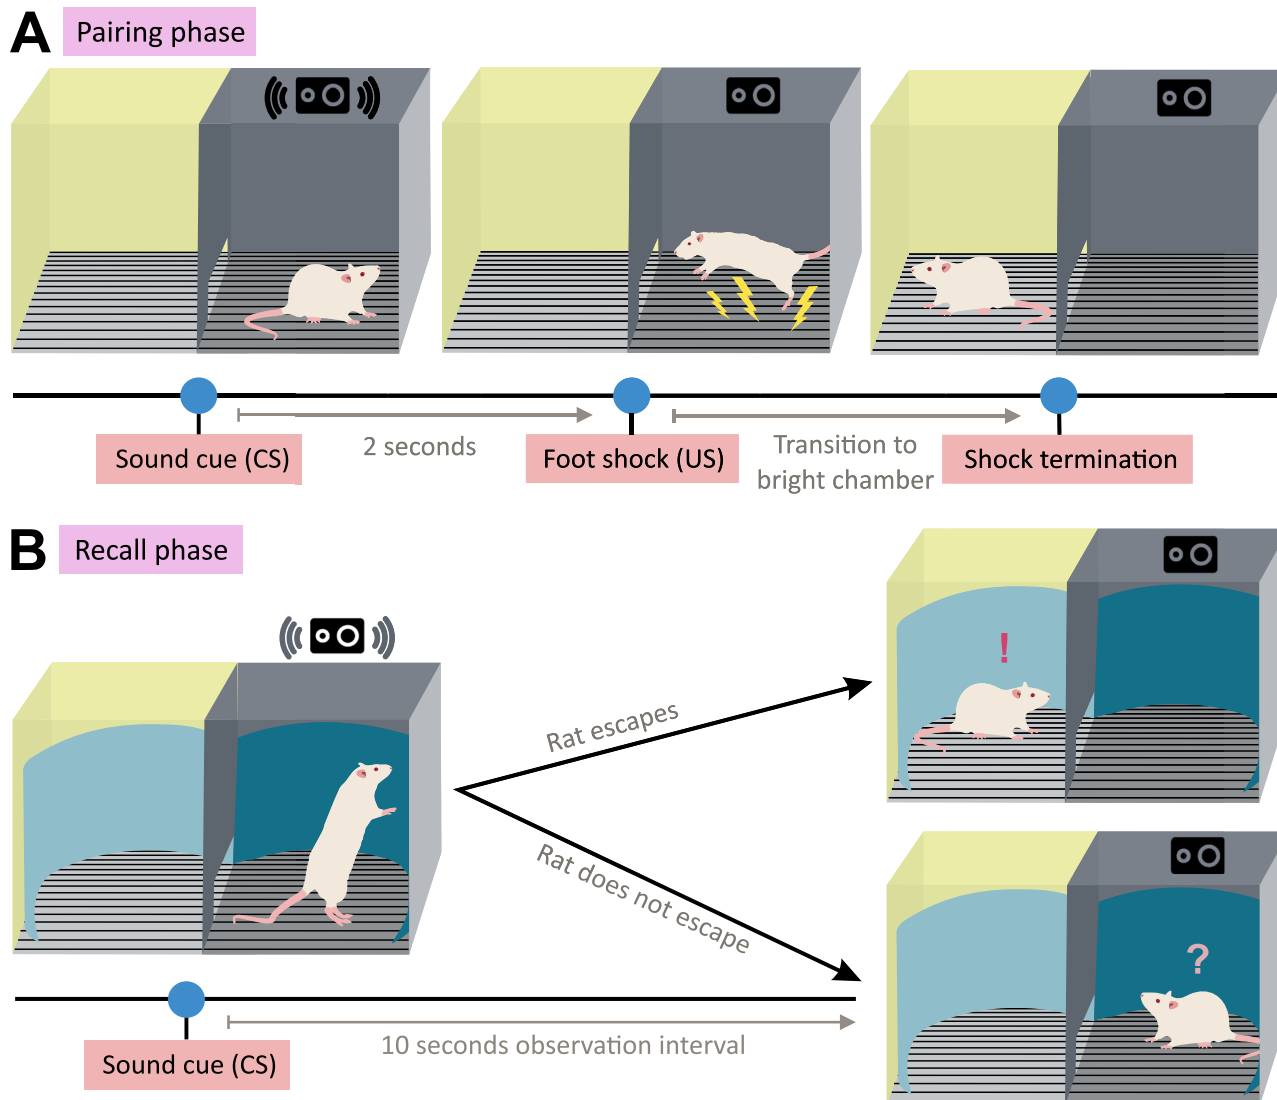 A Pairing phase
2 seconds
Sound cue (CS)
Foot shock (US)
Transition to
bright chamber
Shock termination
B Recall phase
!
Rat escapes
Rat does not escape
?
Sound cue (CS)
10 seconds observation interval